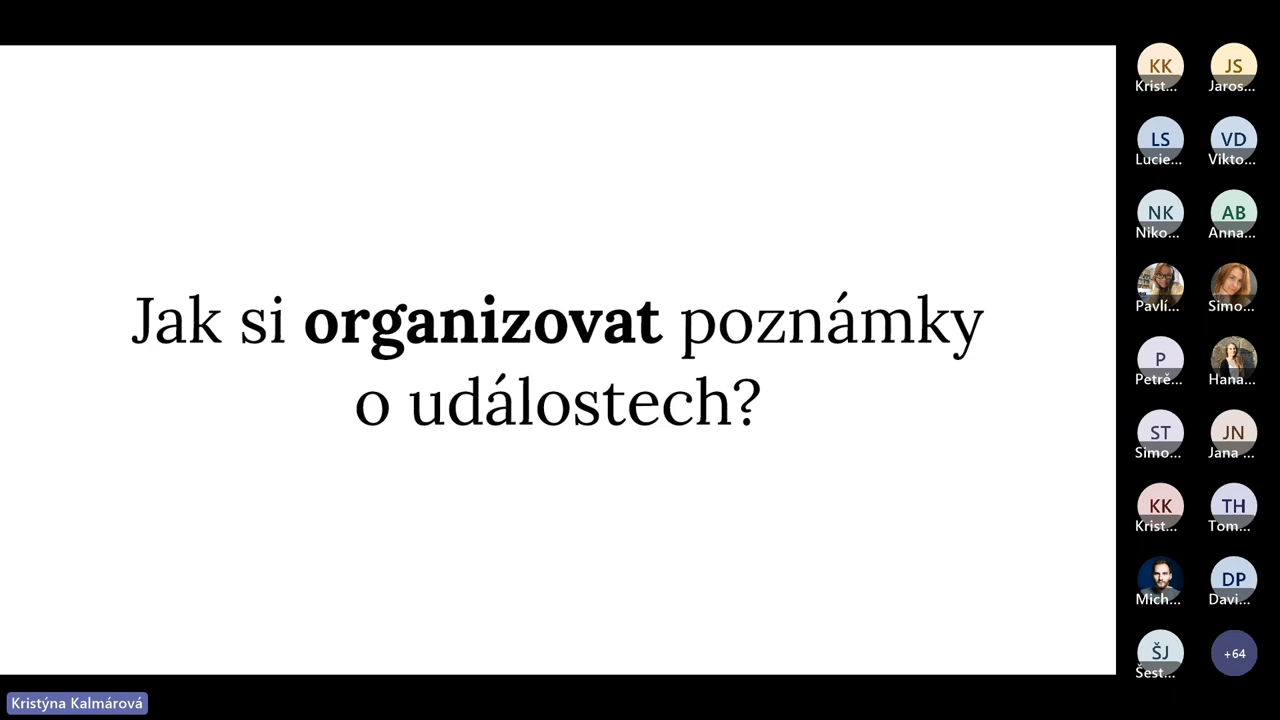 Jak si organizovat poznámky
o událostech?
KK
Krist...
JS
Jaros...
LS
Lucie...
VD
Vikto...
NK
Niko...
AB
Anna...
Pavlí...
Simo...
P
Petrě...
Hana...
ST
Simo...
JN
Jana ...
KK
Krist...
TH
Tom...
Mich...
DP
Davi...
ŠJ
Šest...
+64
Kristýna Kalmárová